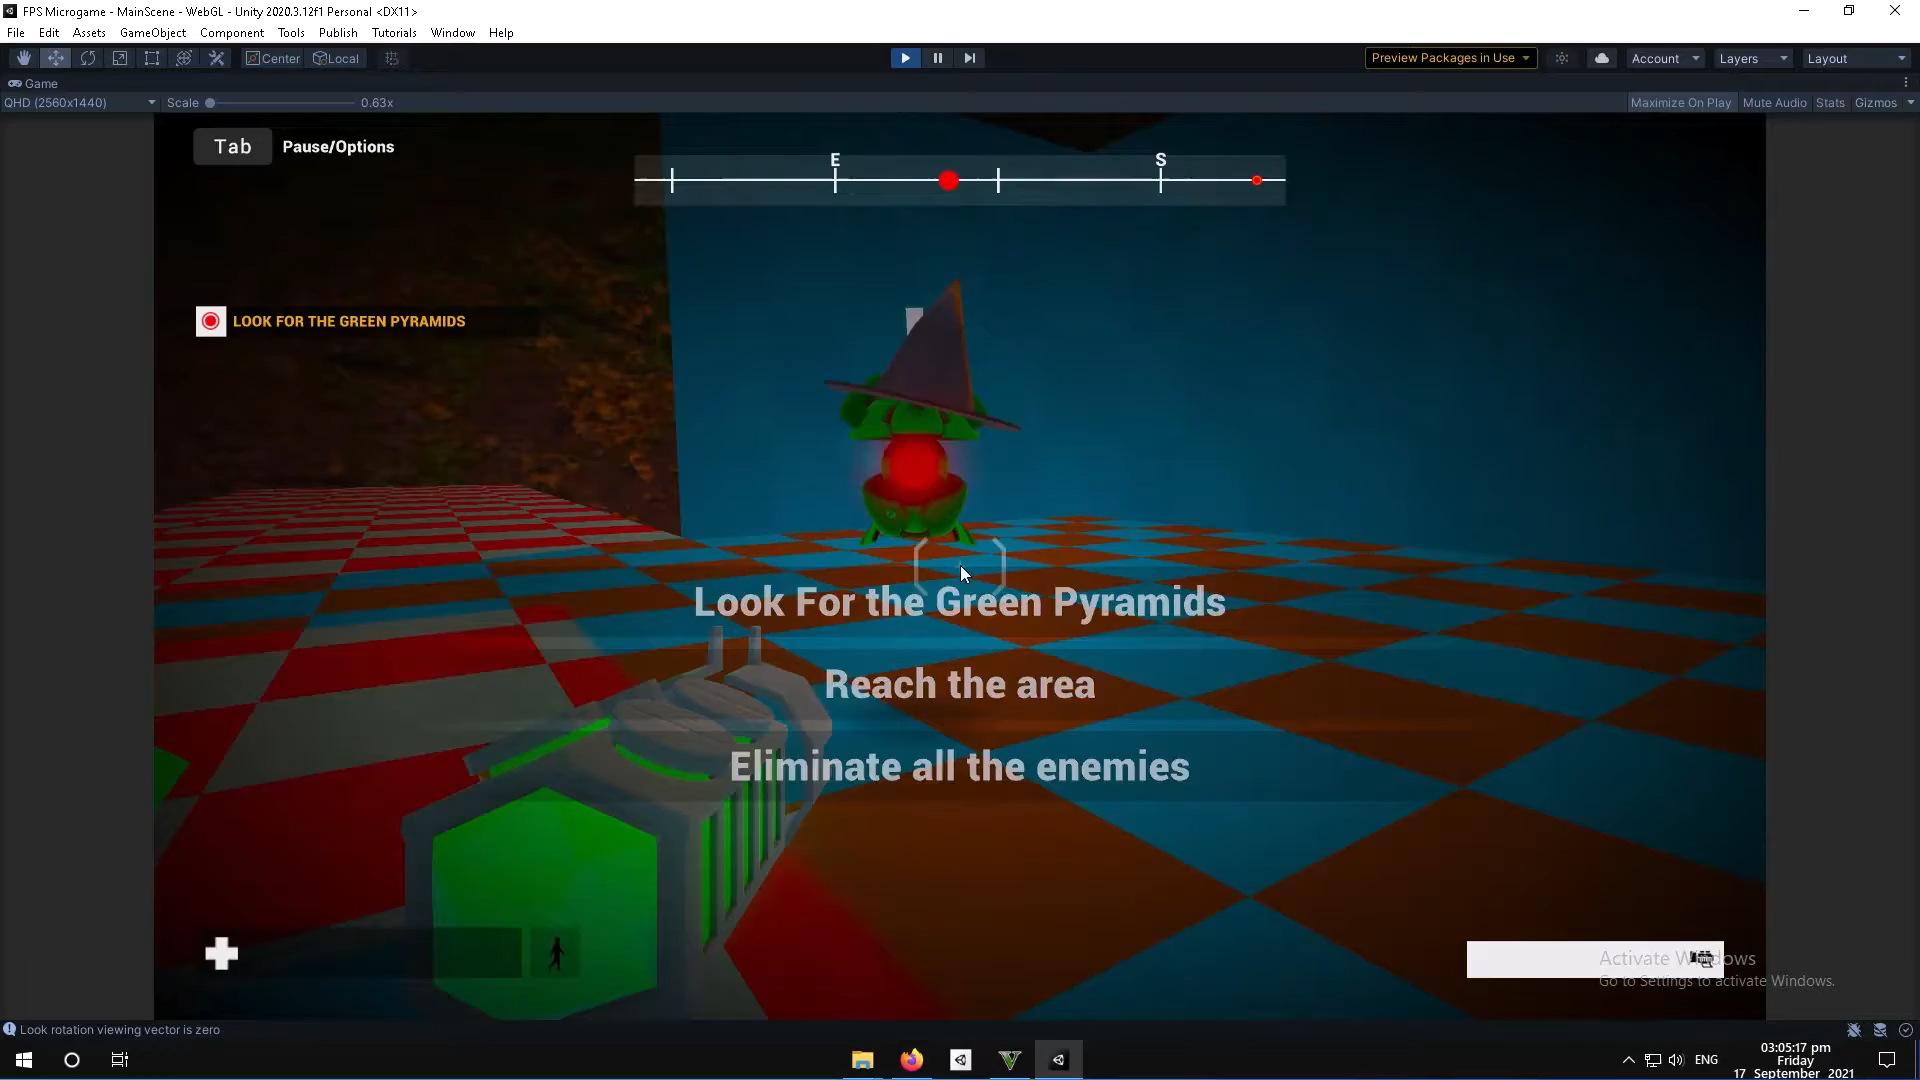 FPS Microgame - MainScene - WebGL - Unity 2020.3.12f1 Personal <DX11>
File Edit Assets GameObject Component Tools Publish Tutorials Window Help
Center Local Preview Packages in Use Account Layers Layout
Game
QHD (2560x1440) Scale 0.63x Maximize On Play Mute Audio Stats Gizmos
Tab Pause/Options
E S
LOOK FOR THE GREEN PYRAMIDS
Look For the Green Pyramids
Reach the area
Eliminate all the enemies
Activate Windows
Go to Settings to activate Windows.
Look rotation viewing vector is zero
ENG
03:05:17 pm
Friday
17 September 2021